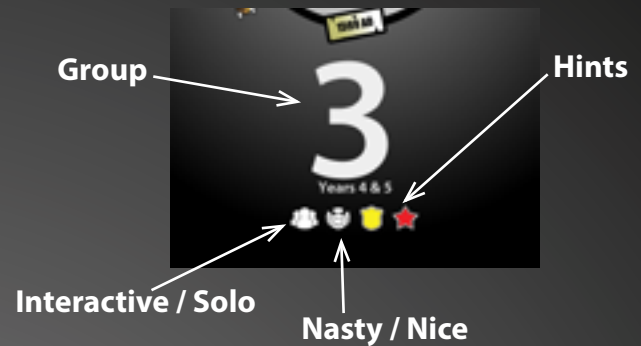 Group
Hints
3
Years 4 & 5
Interactive / Solo
Nasty / Nice